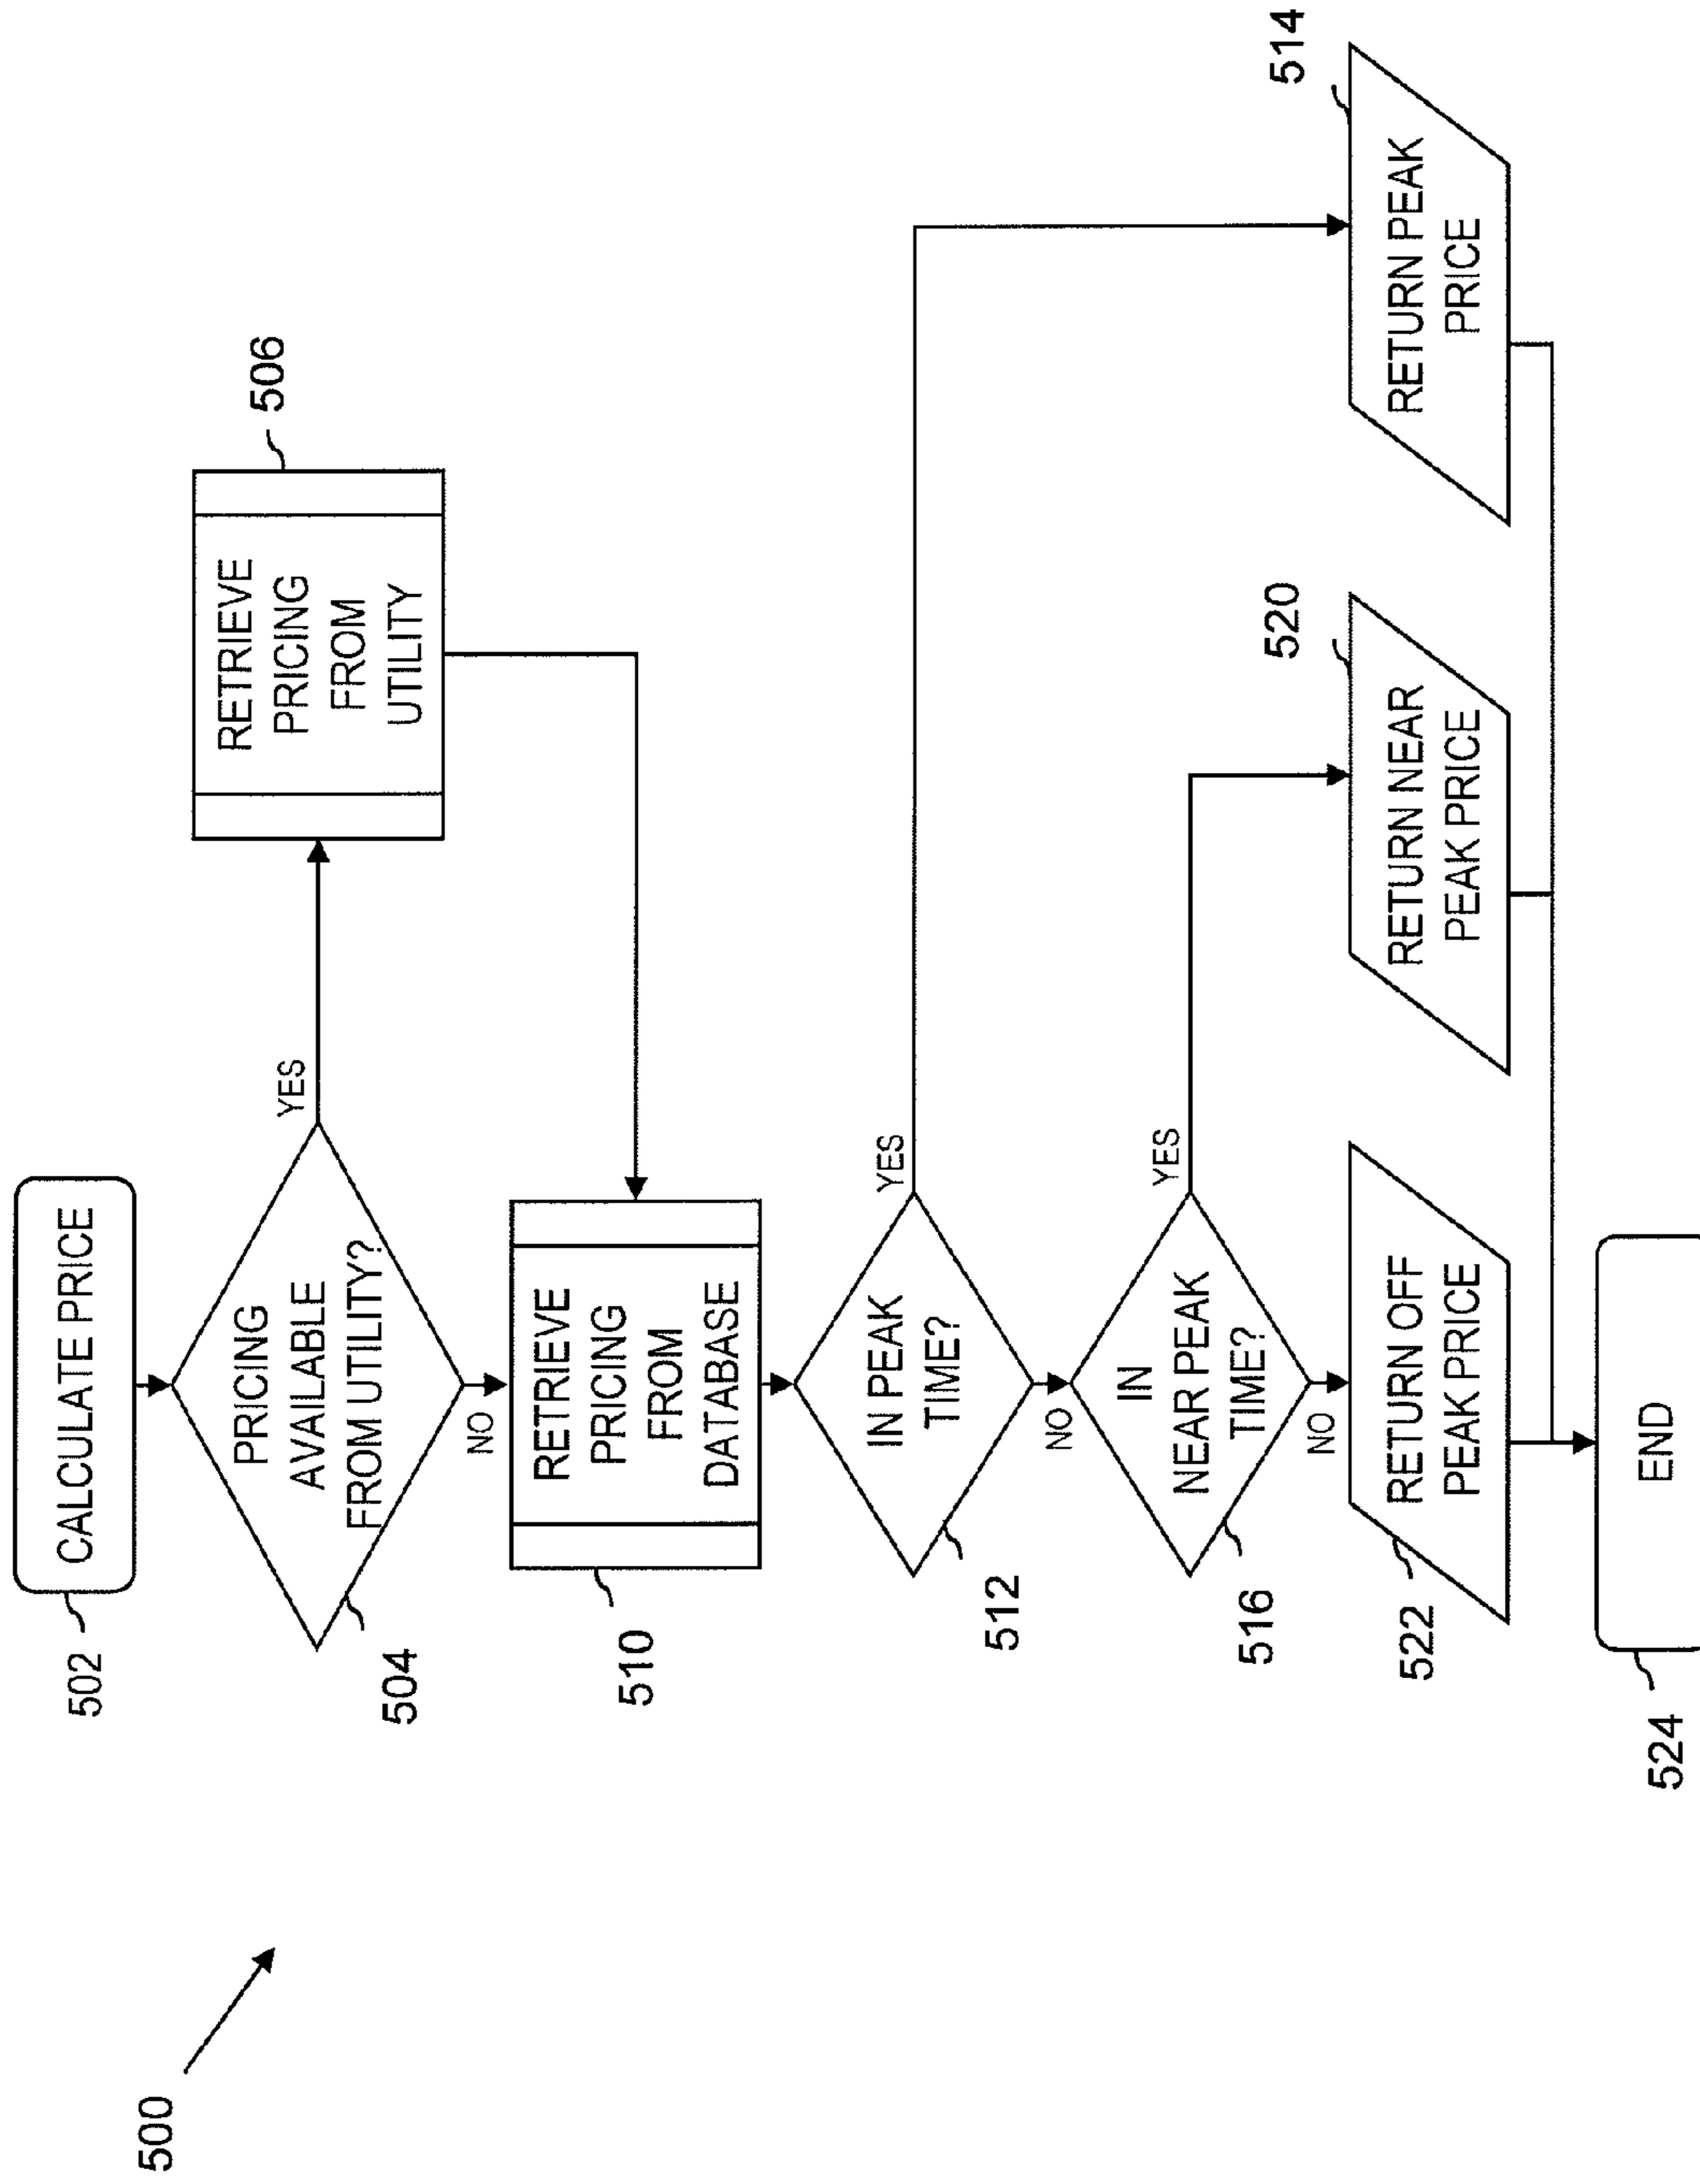 500
CALCULATE PRICE
502
PRICING
AVAILABLE
FROM UTILITY?
504
YES
NO
RETRIEVE
PRICING
FROM
UTILITY
506
RETRIEVE
PRICING
FROM
DATABASE
510
IN PEAK
TIME?
512
YES
NO
IN
NEAR PEAK
TIME?
516
YES
NO
RETURN OFF
PEAK PRICE
522
RETURN NEAR
PEAK PRICE
520
RETURN PEAK
PRICE
514
END
524